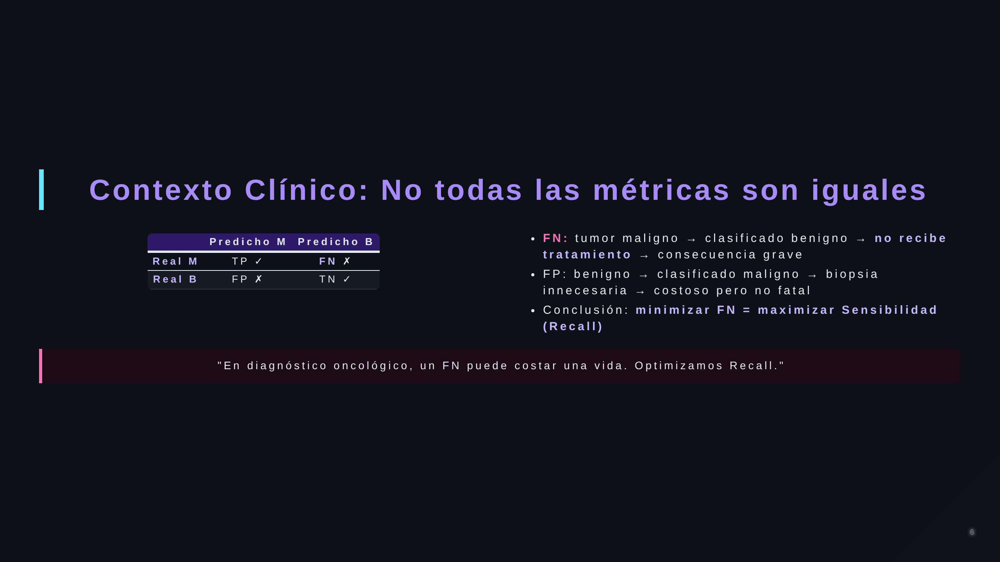 Contexto Clínico: No todas las métricas son iguales
Predicho M Predicho B
Real M TP ✓ FN ✗
Real B FP ✗ TN ✓
• FN: tumor maligno → clasificado benigno → no recibe
tratamiento → consecuencia grave
• FP: benigno → clasificado maligno → biopsia
innecesaria → costoso pero no fatal
• Conclusión: minimizar FN = maximizar Sensibilidad
(Recall)
"En diagnóstico oncológico, un FN puede costar una vida. Optimizamos Recall."
6